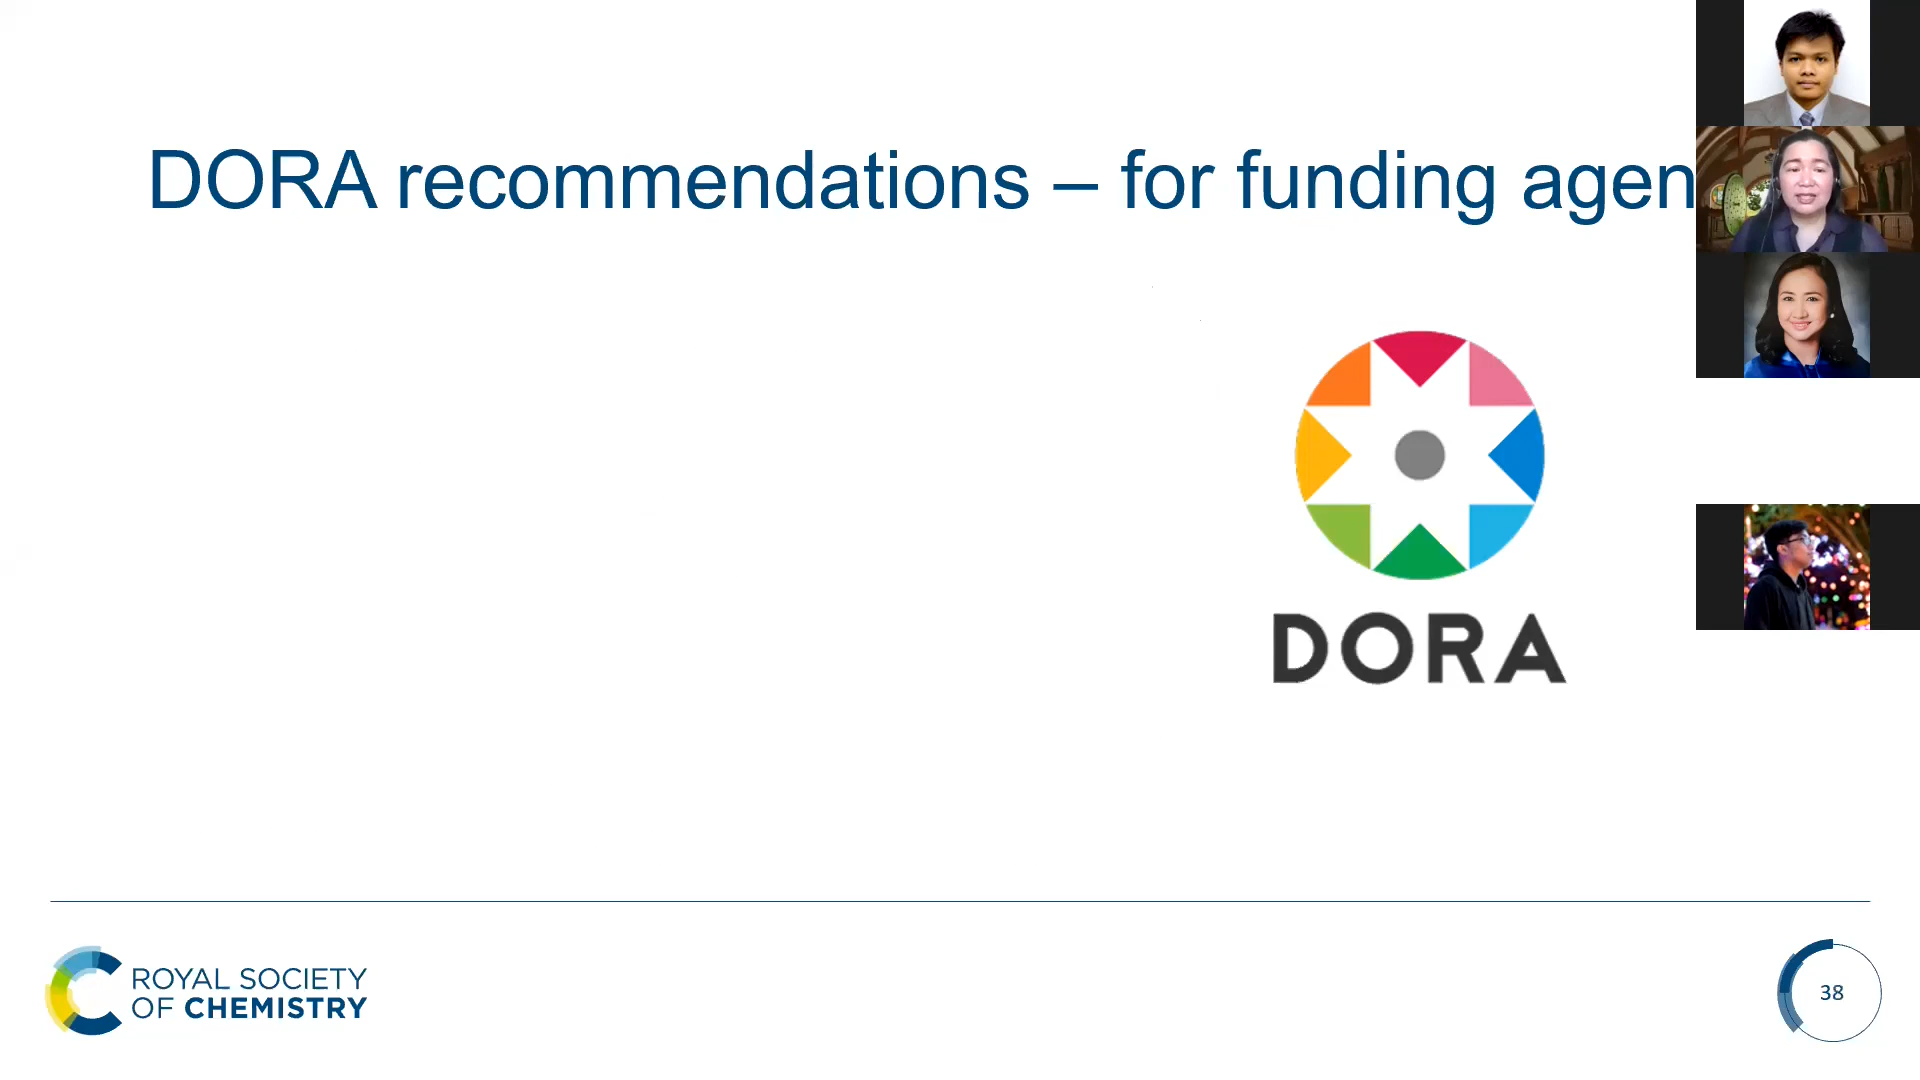 DORA recommendations – for funding agen
DORA
ROYAL SOCIETY
OF CHEMISTRY
38